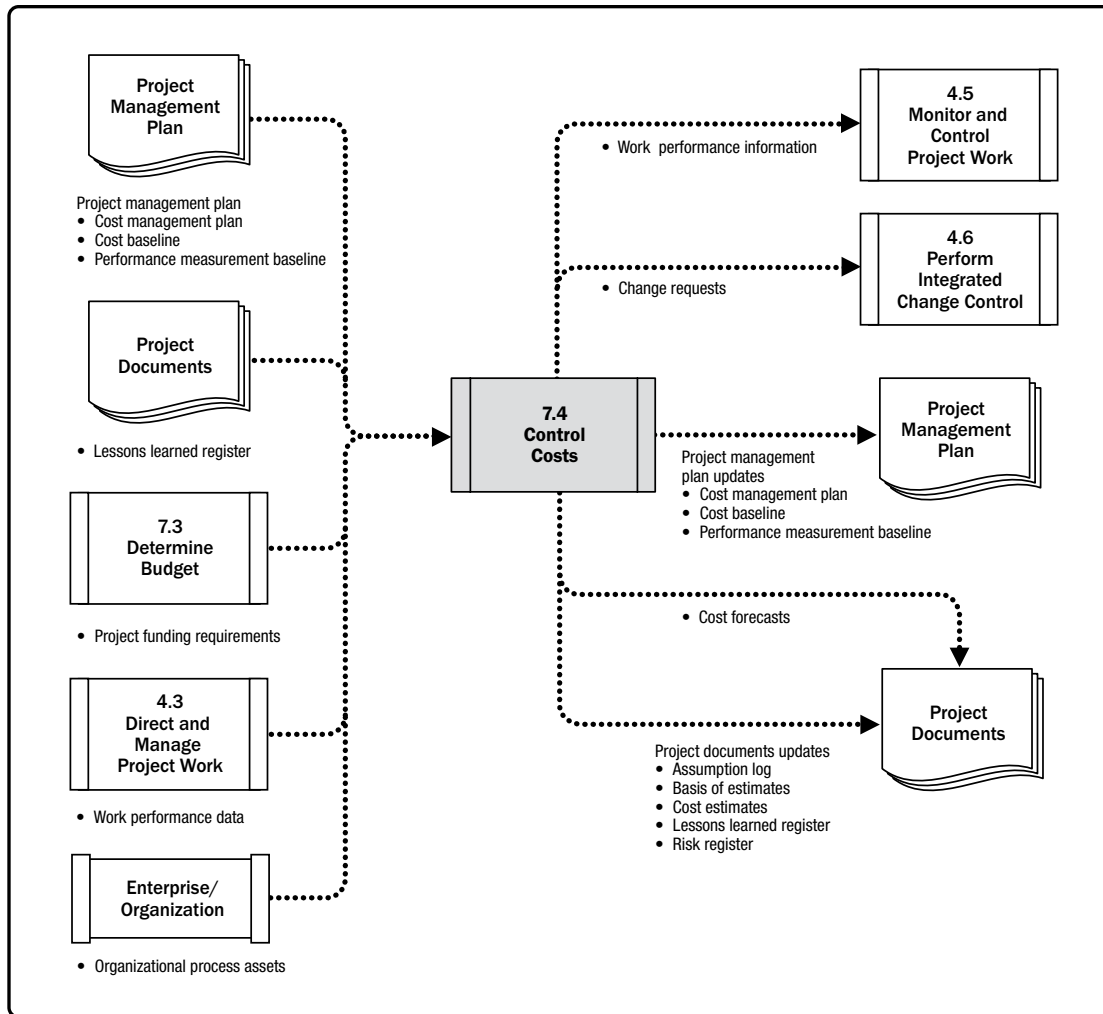 Project
Management
Plan
Project management plan
• Cost management plan
• Cost baseline
• Performance measurement baseline
Project
Documents
• Lessons learned register
7.3
Determine
Budget
• Project funding requirements
4.3
Direct and
Manage
Project Work
• Work performance data
Enterprise/
Organization
• Organizational process assets
7.4
Control
Costs
• Work performance information
4.5
Monitor and
Control
Project Work
• Change requests
4.6
Perform
Integrated
Change Control
Project management
plan updates
• Cost management plan
• Cost baseline
• Performance measurement baseline
Project
Management
Plan
• Cost forecasts
Project documents updates
• Assumption log
• Basis of estimates
• Cost estimates
• Lessons learned register
• Risk register
Project
Documents